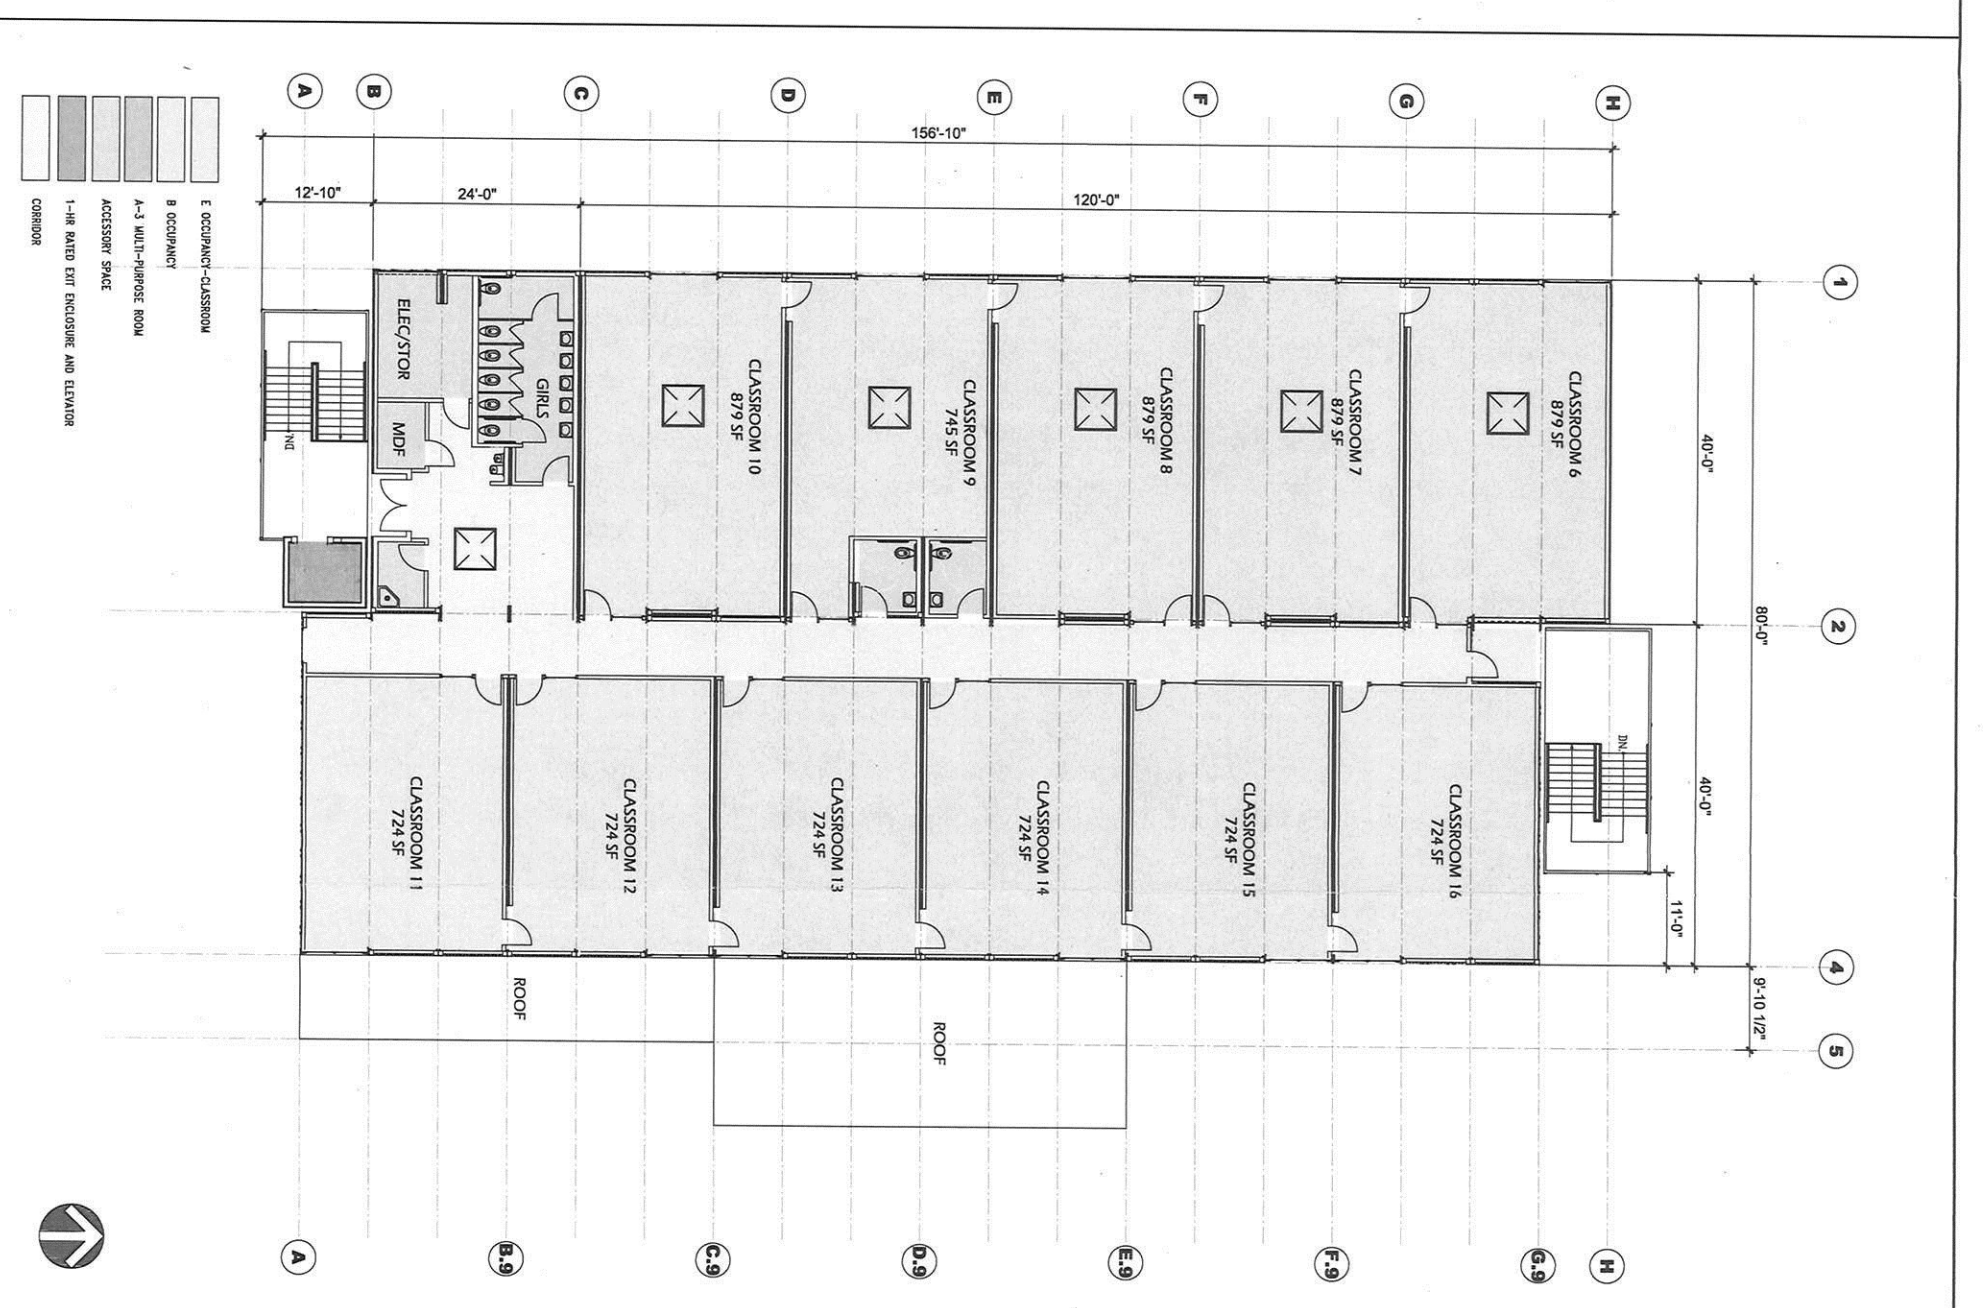 A
B
C
D
E
F
G
H
156'-10"
12'-10"
24'-0"
120'-0"
E OCCUPANCY-CLASSROOM
B OCCUPANCY
A-3 MULTI-PURPOSE ROOM
ACCESSORY SPACE
1-HR RATED EXIT ENCLOSURE AND ELEVATOR
CORRIDOR
1
2
4
5
40'-0"
80'-0"
40'-0"
11'-0"
9'-10 1/2"
ELEC/STOR
MDF
GIRLS
DN.
CLASSROOM 10
879 SF
CLASSROOM 9
745 SF
CLASSROOM 8
879 SF
CLASSROOM 7
879 SF
CLASSROOM 6
879 SF
CLASSROOM 11
724 SF
CLASSROOM 12
724 SF
CLASSROOM 13
724 SF
CLASSROOM 14
724 SF
CLASSROOM 15
724 SF
CLASSROOM 16
724 SF
DN.
ROOF
ROOF
A
B.9
C.9
D.9
E.9
F.9
G.9
H